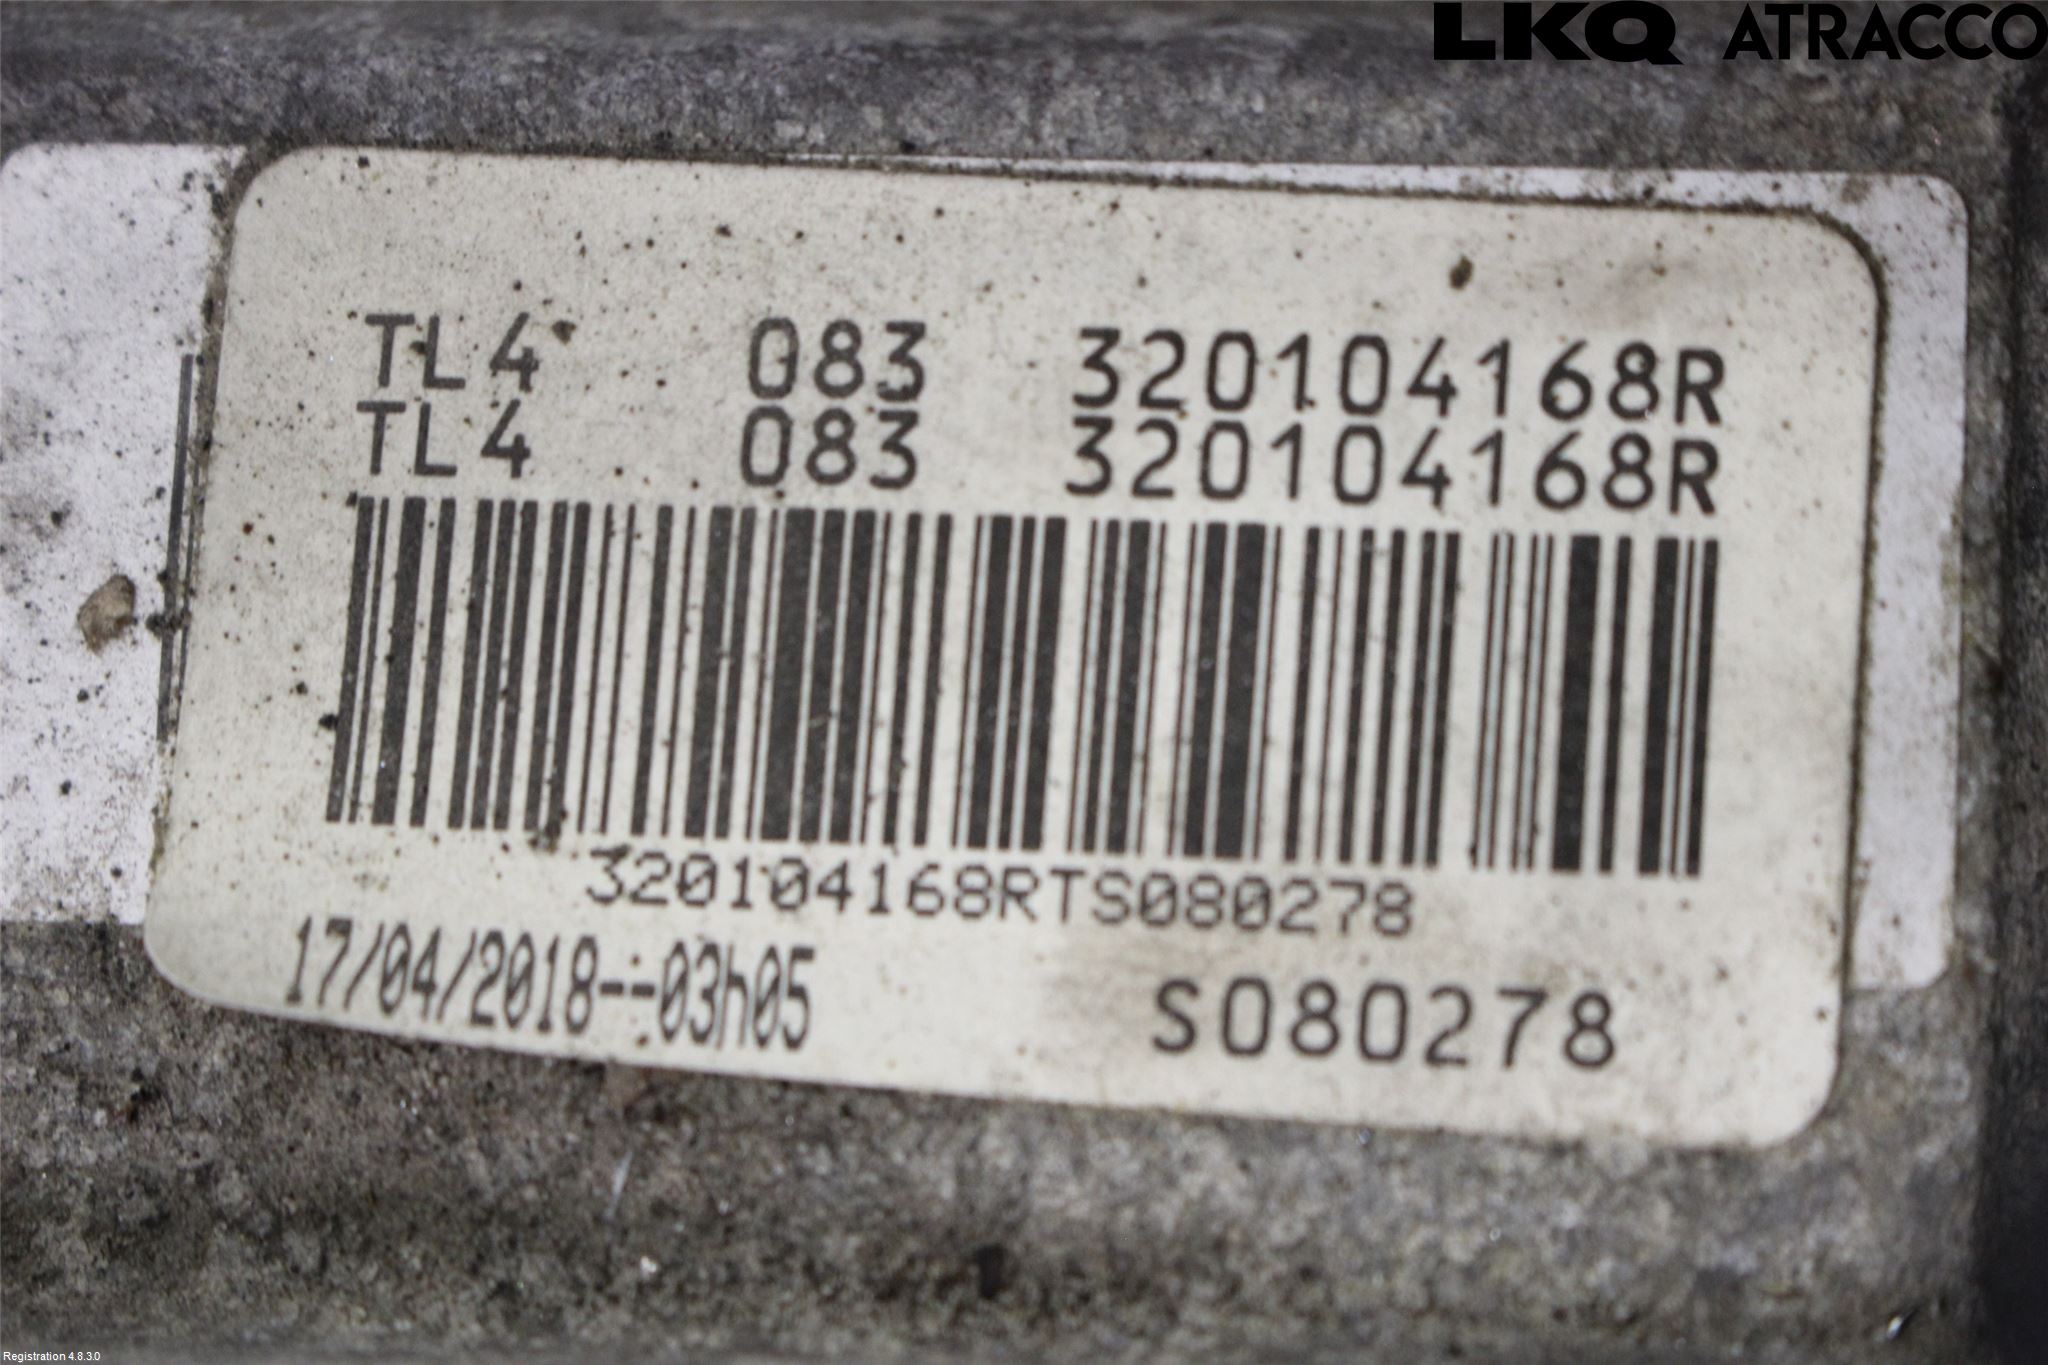 LKQ ATRACCO
TL4 083 320104168R
TL4 083 320104168R
320104168RTS080278
17/04/2018--03h05 S080278
Registration 4.8.3.0